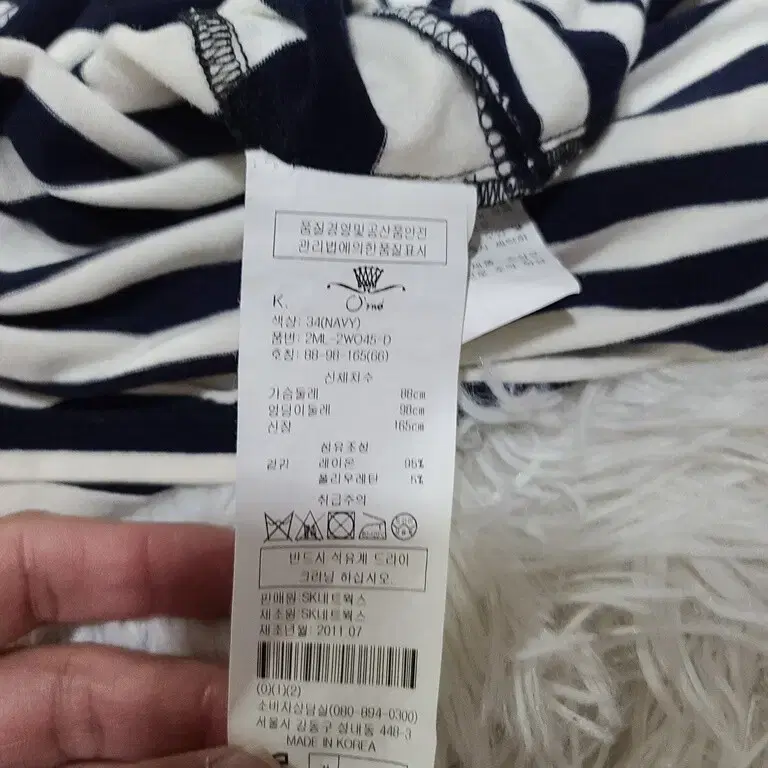 품질경영및공산품안전
관리법에의한품질표시
K.
O'2nd
색상: 34(NAVY)
품번: 2ML-2WO45-D
호칭: 88-98-165(66)
신체치수
가슴둘레 88cm
엉덩이둘레 98cm
신장 165cm
섬유조성
겉감 레이온 95%
폴리우레탄 5%
취급주의
반드시 석유계 드라이
크리닝 하십시오.
판매원:SK네트웍스
제조원:SK네트웍스
제조년월: 2011.07
(0)(1)(2)
소비자상담실(080-894-0300)
서울시 강동구 성내동 448-3
MADE IN KOREA